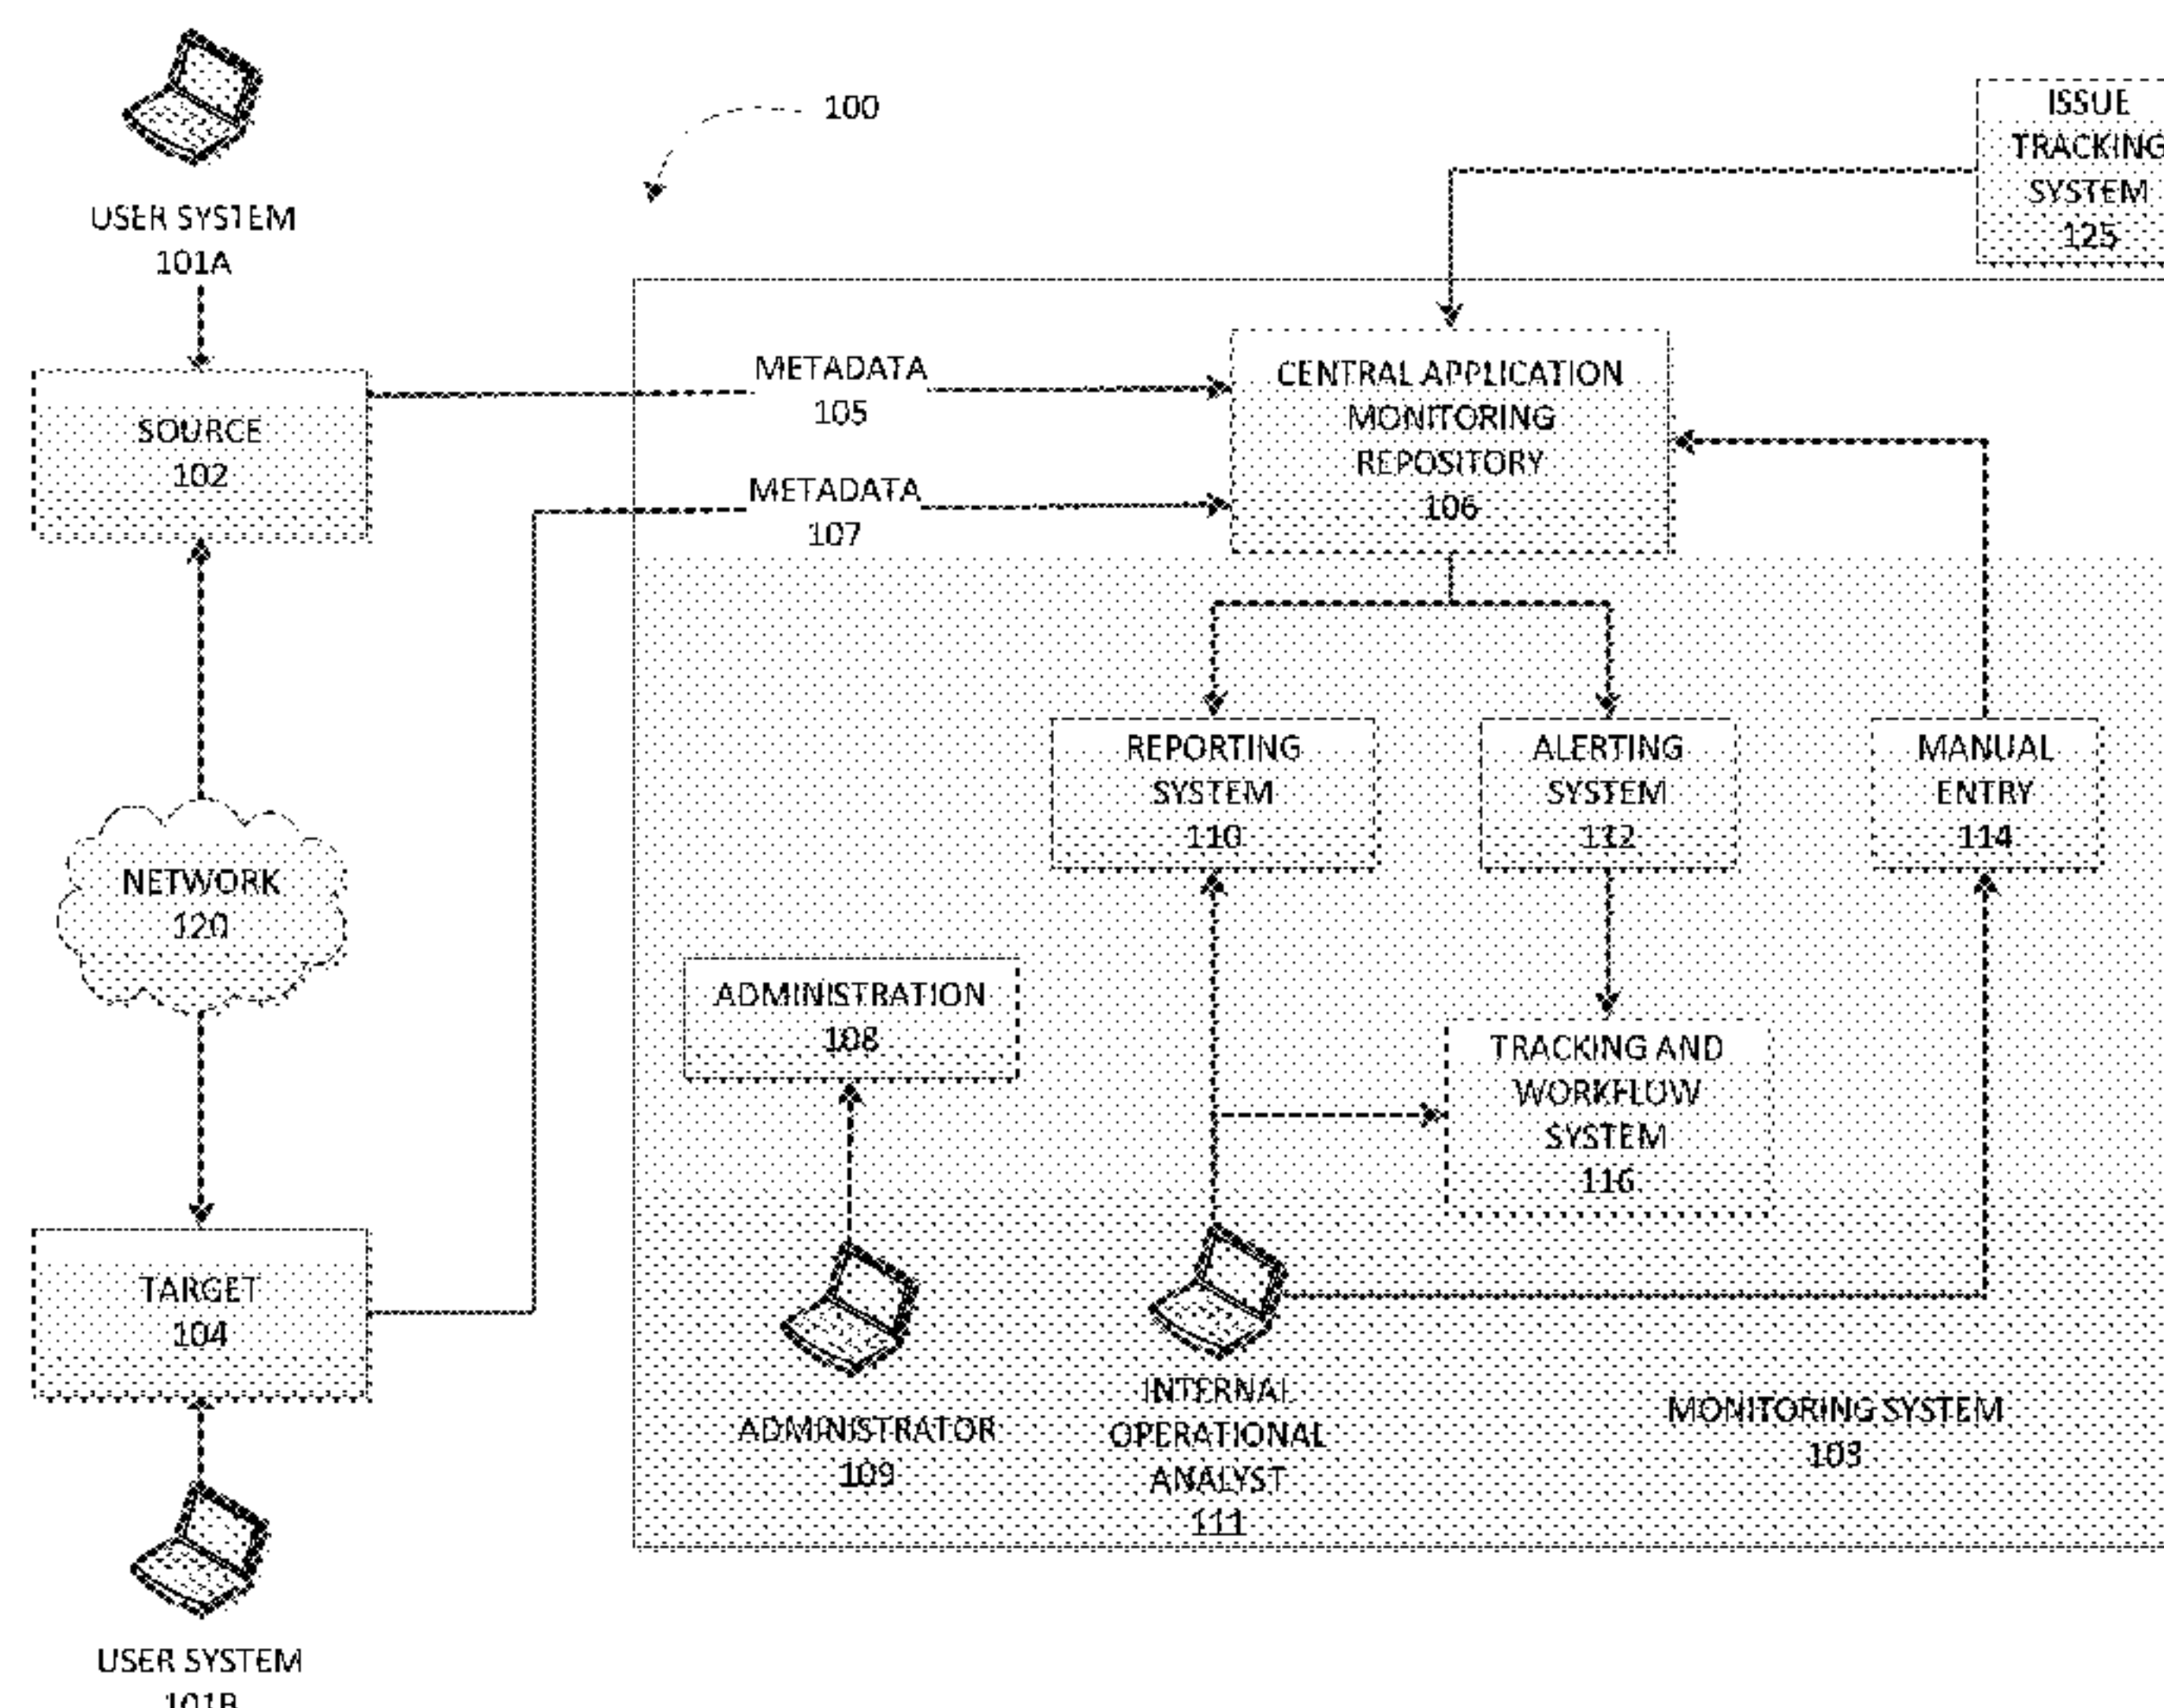 100
ISSUE
TRACKING
SYSTEM
125
USER SYSTEM
101A
METADATA
105
CENTRAL APPLICATION
MONITORING
REPOSITORY
106
SOURCE
102
METADATA
107
REPORTING
SYSTEM
110
ALERTING
SYSTEM
112
MANUAL
ENTRY
114
NETWORK
120
ADMINISTRATION
108
TRACKING AND
WORKFLOW
SYSTEM
116
TARGET
104
ADMINISTRATOR
109
INTERNAL
OPERATIONAL
ANALYST
111
MONITORING SYSTEM
103
USER SYSTEM
101B